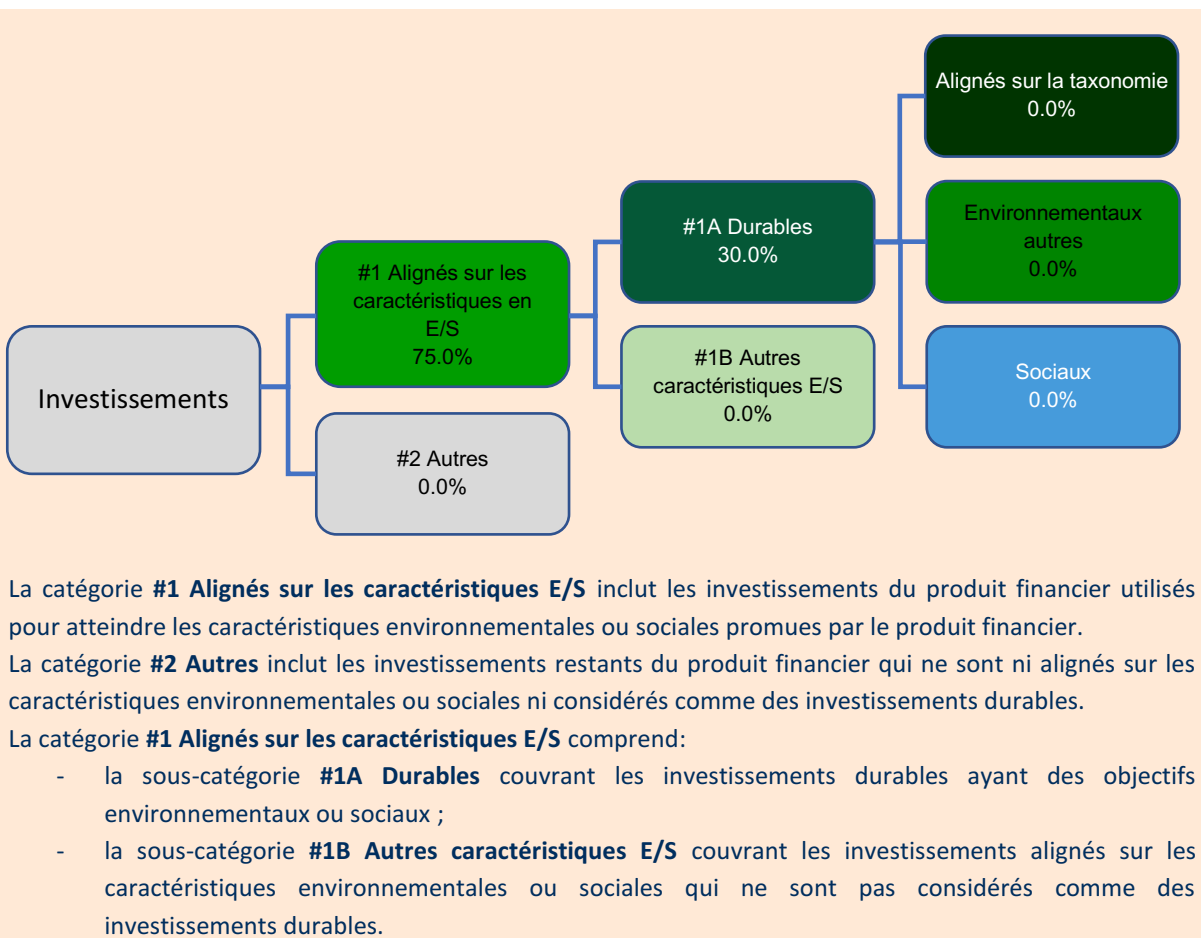 Alignés sur la taxonomie
0.0%
#1A Durables
30.0%
Environnementaux
autres
0.0%
#1 Alignés sur les
caractéristiques en
E/S
75.0%
Investissements
#1B Autres
caractéristiques E/S
0.0%
Sociaux
0.0%
#2 Autres
0.0%
La catégorie #1 Alignés sur les caractéristiques E/S inclut les investissements du produit financier utilisés
pour atteindre les caractéristiques environnementales ou sociales promues par le produit financier.
La catégorie #2 Autres inclut les investissements restants du produit financier qui ne sont ni alignés sur les
caractéristiques environnementales ou sociales ni considérés comme des investissements durables.
La catégorie #1 Alignés sur les caractéristiques E/S comprend:
- la sous-catégorie #1A Durables couvrant les investissements durables ayant des objectifs
environnementaux ou sociaux ;
- la sous-catégorie #1B Autres caractéristiques E/S couvrant les investissements alignés sur les
caractéristiques environnementales ou sociales qui ne sont pas considérés comme des
investissements durables.